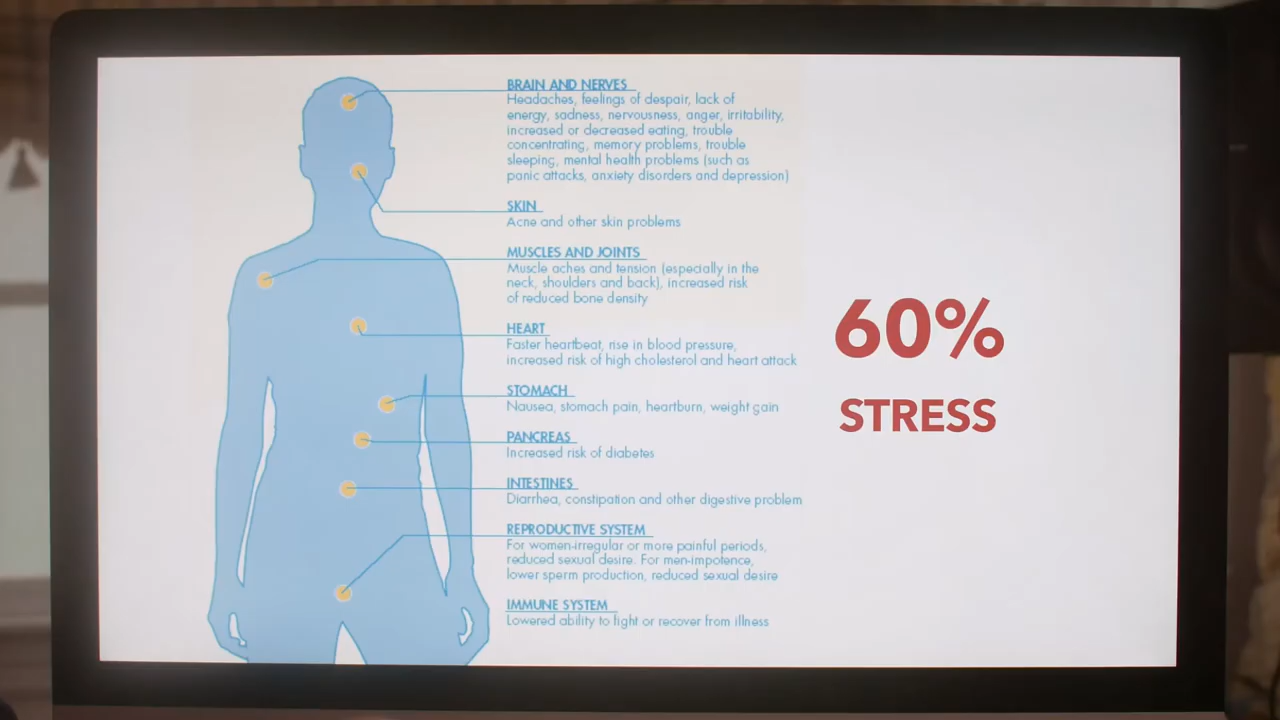 BRAIN AND NERVES
Headaches, feelings of despair, lack of
energy, sadness, nervousness, anger, irritability,
increased or decreased eating, trouble
concentrating, memory problems, trouble
sleeping, mental health problems (such as
panic attacks, anxiety disorders and depression)
SKIN
Acne and other skin problems
MUSCLES AND JOINTS
Muscle aches and tension (especially in the
neck, shoulders and back), increased risk
of reduced bone density
HEART
Faster heartbeat, rise in blood pressure,
increased risk of high cholesterol and heart attack
STOMACH
Nausea, stomach pain, heartburn, weight gain
PANCREAS
Increased risk of diabetes
INTESTINES
Diarrhea, constipation and other digestive problem
REPRODUCTIVE SYSTEM
For women-irregular or more painful periods,
reduced sexual desire. For men-impotence,
lower sperm production, reduced sexual desire
IMMUNE SYSTEM
Lowered ability to fight or recover from illness
60%
STRESS